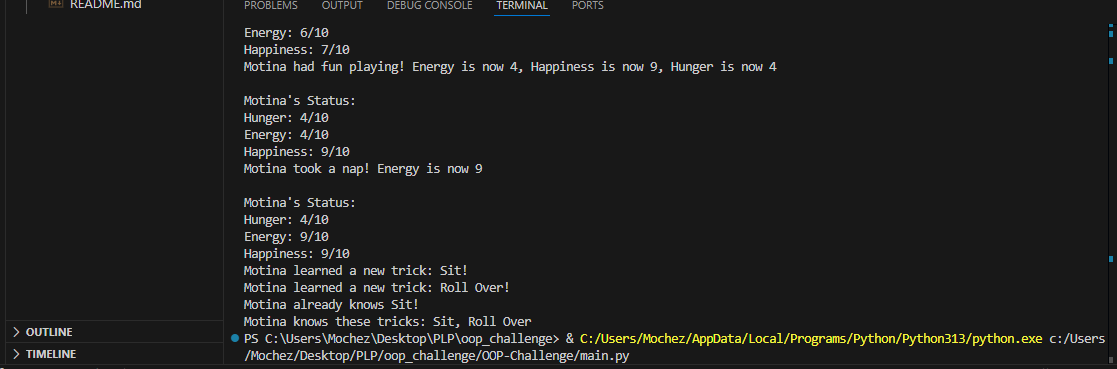 README.md
PROBLEMS OUTPUT DEBUG CONSOLE TERMINAL PORTS
Energy: 6/10
Happiness: 7/10
Motina had fun playing! Energy is now 4, Happiness is now 9, Hunger is now 4
Motina's Status:
Hunger: 4/10
Energy: 4/10
Happiness: 9/10
Motina took a nap! Energy is now 9
Motina's Status:
Hunger: 4/10
Energy: 9/10
Happiness: 9/10
Motina learned a new trick: Sit!
Motina learned a new trick: Roll Over!
Motina already knows Sit!
Motina knows these tricks: Sit, Roll Over
PS C:\Users\Mochez\Desktop\PLP\oop_challenge> & C:/Users/Mochez/AppData/Local/Programs/Python/Python313/python.exe c:/Users
/Mochez/Desktop/PLP/oop_challenge/OOP-Challenge/main.py
OUTLINE
TIMELINE